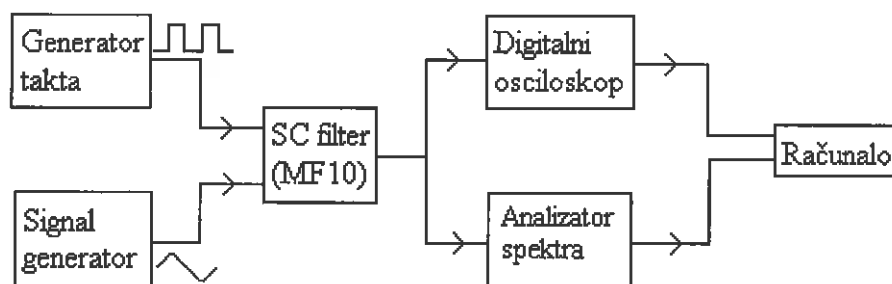 Generator
takta
Signal
generator
SC filter
(MF10)
Digitalni
osciloskop
Analizator
spektra
Računalo